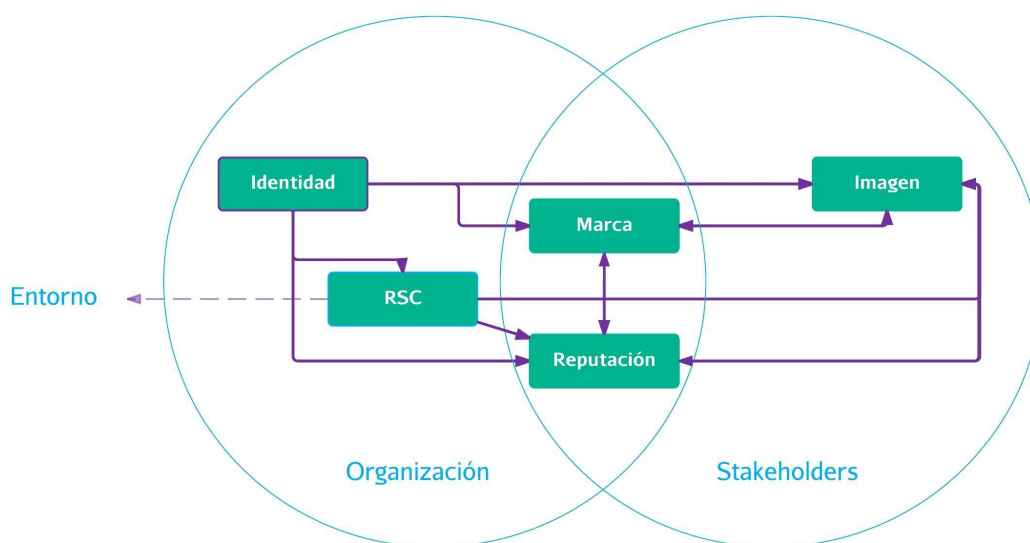 Identidad
Imagen
Marca
RSC
Entorno
Reputación
Organización
Stakeholders